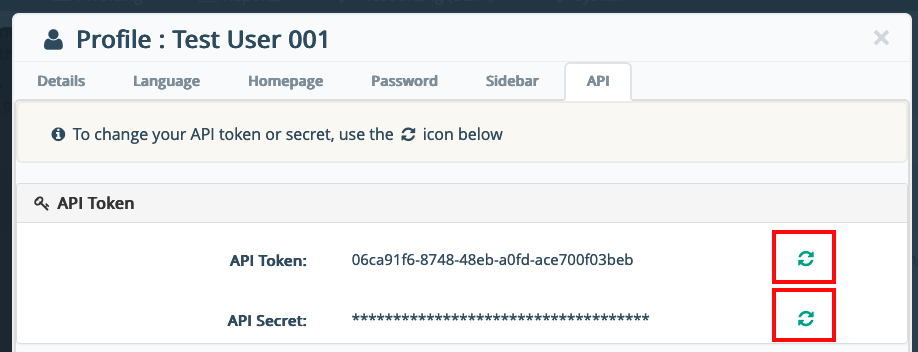 Profile : Test User 001
Details Language Homepage Password Sidebar API
To change your API token or secret, use the icon below
API Token
API Token: 06ca91f6-8748-48eb-a0fd-ace700f03beb
API Secret: ************************************